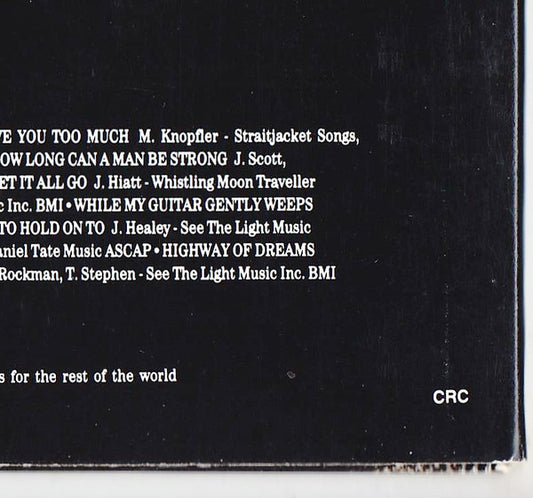 VE YOU TOO MUCH M. Knopfler - Straitjacket Songs,
OW LONG CAN A MAN BE STRONG J. Scott,
ET IT ALL GO J. Hiatt - Whistling Moon Traveller
c Inc. BMI • WHILE MY GUITAR GENTLY WEEPS
TO HOLD ON TO J. Healey - See The Light Music
aniel Tate Music ASCAP • HIGHWAY OF DREAMS
Rockman, T. Stephen - See The Light Music Inc. BMI
s for the rest of the world
CRC